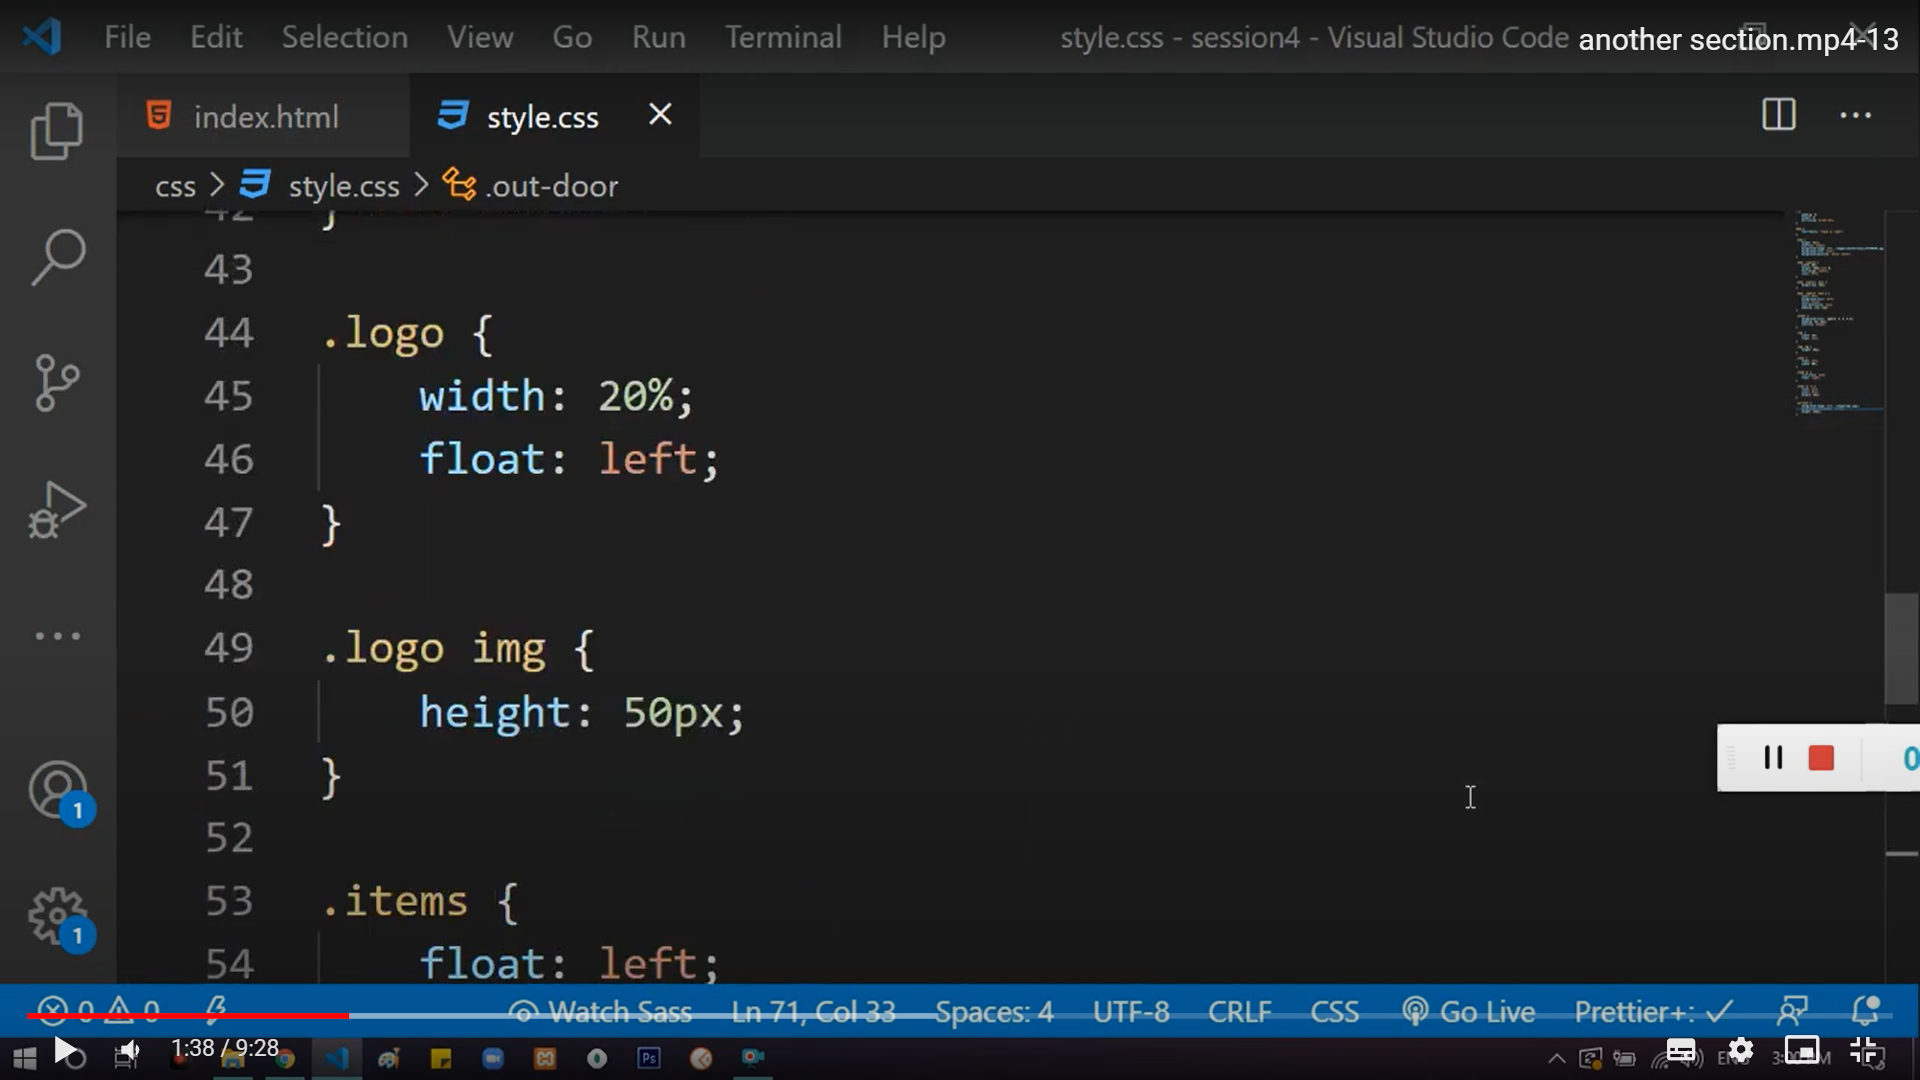 File Edit Selection View Go Run Terminal Help style.css - session4 - Visual Studio Code another section.mp4-13
index.html style.css
css > style.css > .out-door
42 }
43
44 .logo {
45 width: 20%;
46 float: left;
47 }
48
49 .logo img {
50 height: 50px;
51 }
52
53 .items {
54 float: left;
0
1
1
0 0 Watch Sass Ln 71, Col 33 Spaces: 4 UTF-8 CRLF CSS Go Live Prettier+: ✓
1:38 / 9:28 Ps